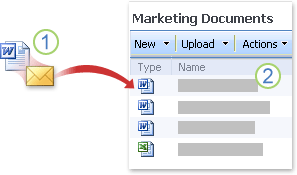 1
Marketing Documents
New Upload Actions
Type Name
2